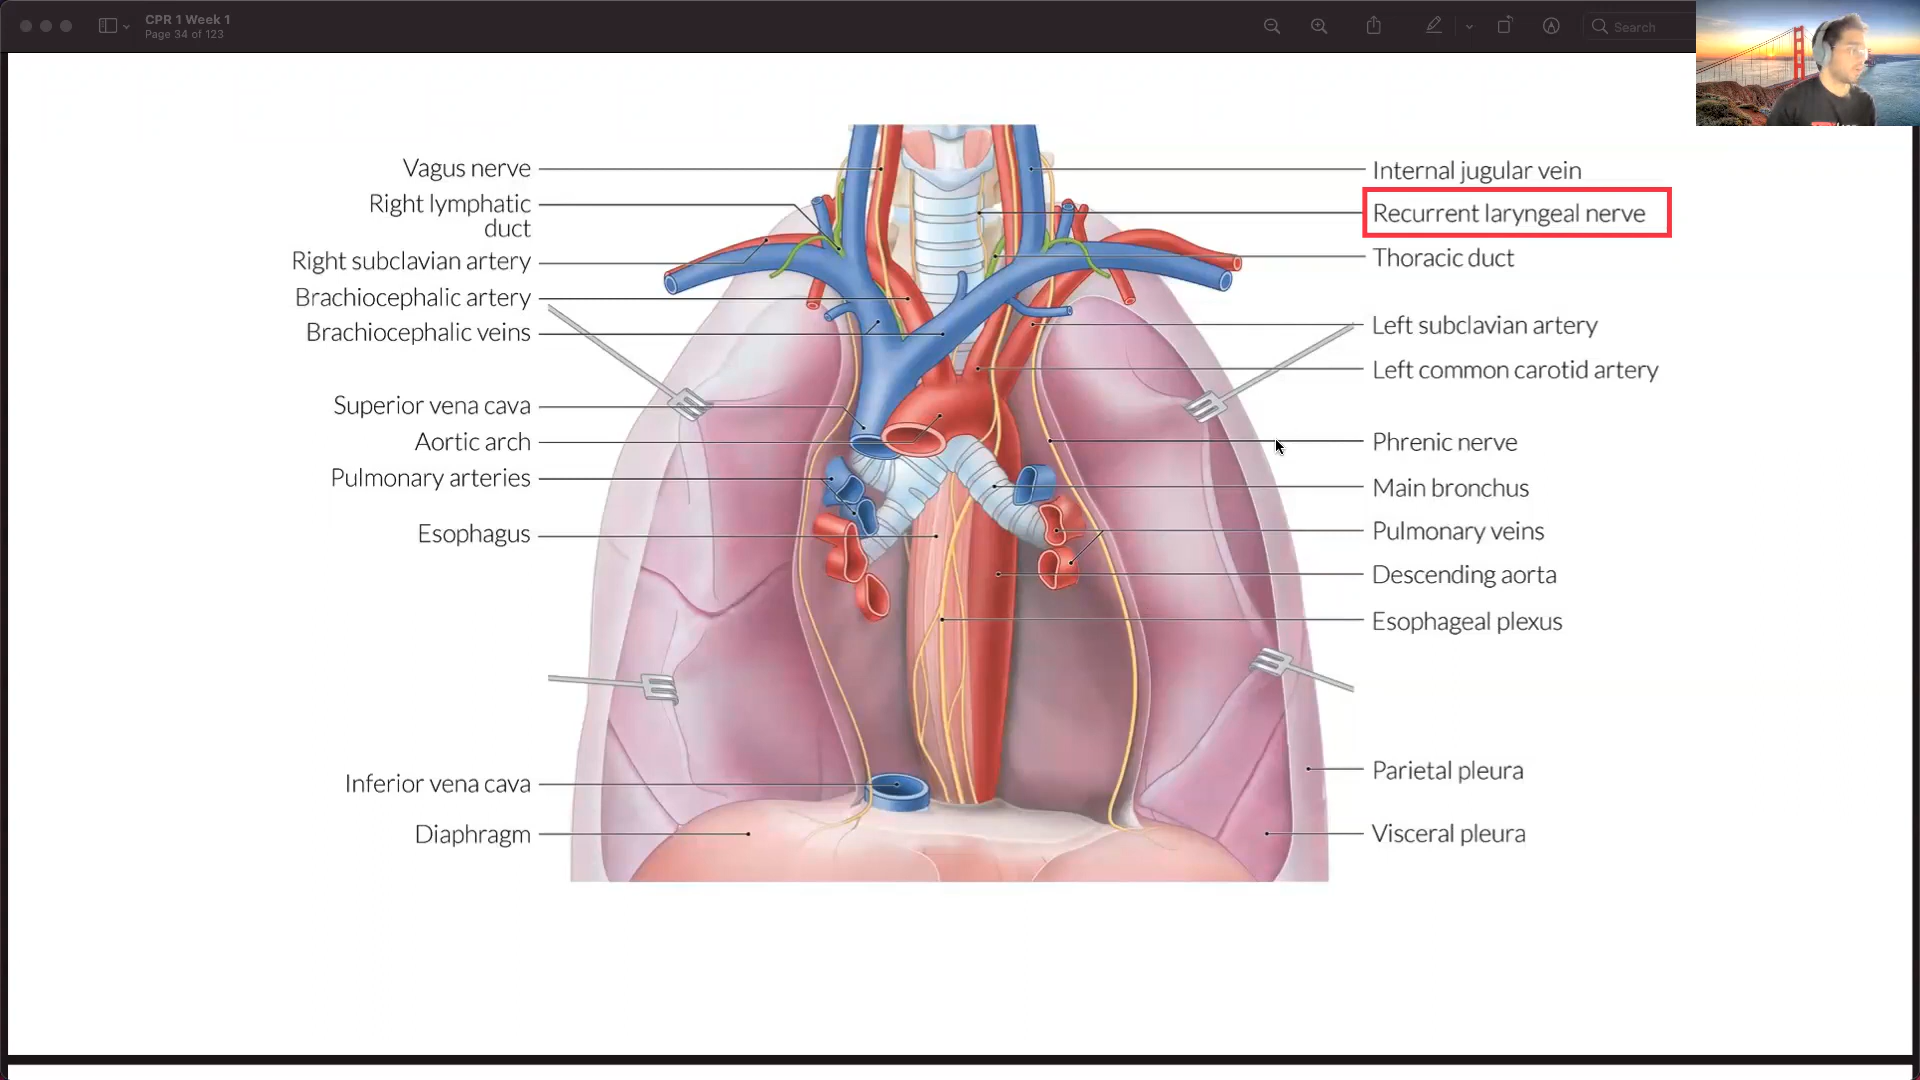 CPR 1 Week 1
Page 34 of 123
Search
Vagus nerve
Right lymphatic
duct
Right subclavian artery
Brachiocephalic artery
Brachiocephalic veins
Superior vena cava
Aortic arch
Pulmonary arteries
Esophagus
Inferior vena cava
Diaphragm
Internal jugular vein
Recurrent laryngeal nerve
Thoracic duct
Left subclavian artery
Left common carotid artery
Phrenic nerve
Main bronchus
Pulmonary veins
Descending aorta
Esophageal plexus
Parietal pleura
Visceral pleura